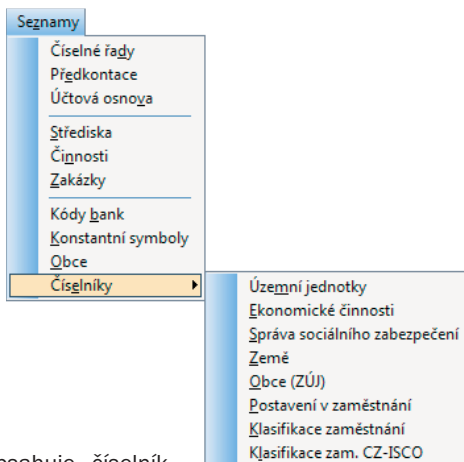 Seznamy
Číselné řady
Předkontace
Účtová osnova
Střediska
Činnosti
Zakázky
Kódy bank
Konstantní symboly
Obce
Číselníky
Územní jednotky
Ekonomické činnosti
Správa sociálního zabezpečení
Země
Obce (ZÚJ)
Postavení v zaměstnání
Klasifikace zaměstnání
Klasifikace zam. CZ-ISCO
číselník